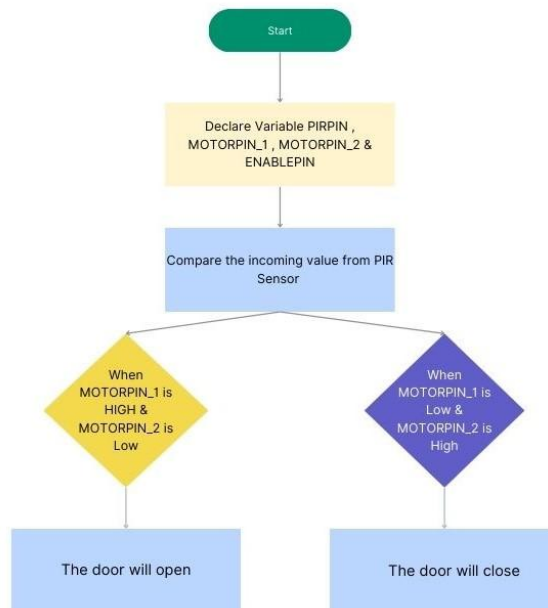 Start
Declare Variable PIRPIN ,
MOTORPIN_1 , MOTORPIN_2 &
ENABLEPIN
Compare the incoming value from PIR
Sensor
When
MOTORPIN_1 is
HIGH &
MOTORPIN_2 is
Low
When
MOTORPIN_1 is
Low &
MOTORPIN_2 is
High
The door will open
The door will close